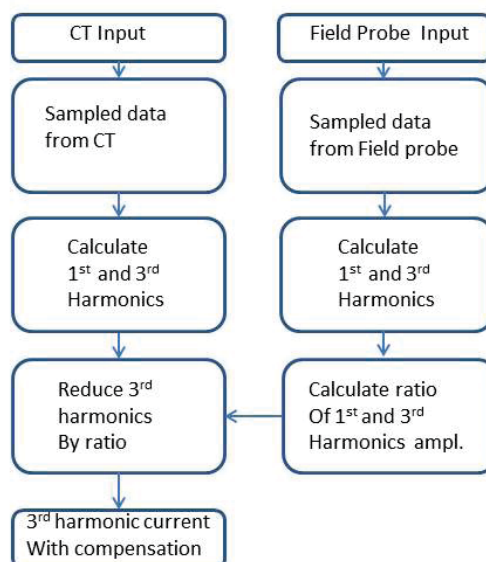 CT Input
Field Probe Input
Sampled data
from CT
Sampled data
from Field probe
Calculate
1st and 3rd
Harmonics
Calculate
1st and 3rd
Harmonics
Reduce 3rd
harmonics
By ratio
Calculate ratio
Of 1st and 3rd
Harmonics ampl.
3rd harmonic current
With compensation